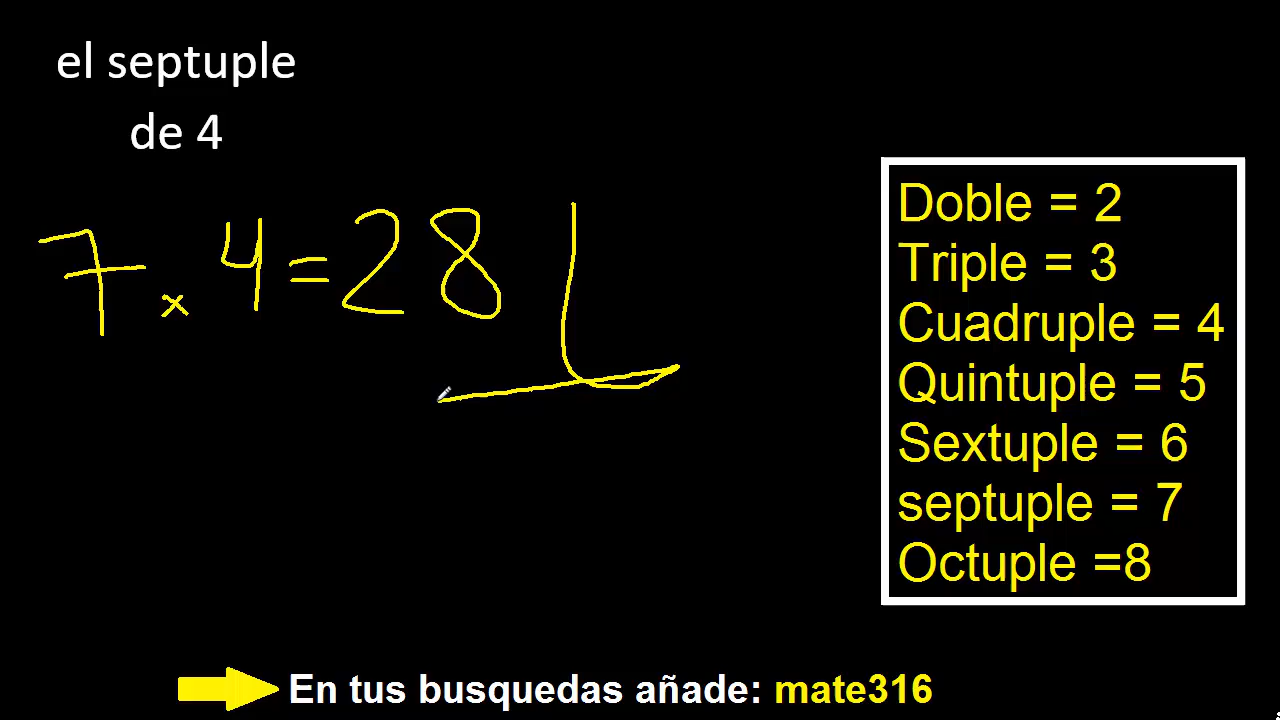 el septuple
de 4
7 x 4 = 28
Doble = 2
Triple = 3
Cuadruple = 4
Quintuple = 5
Sextuple = 6
septuple = 7
Octuple =8
En tus busquedas añade: mate316